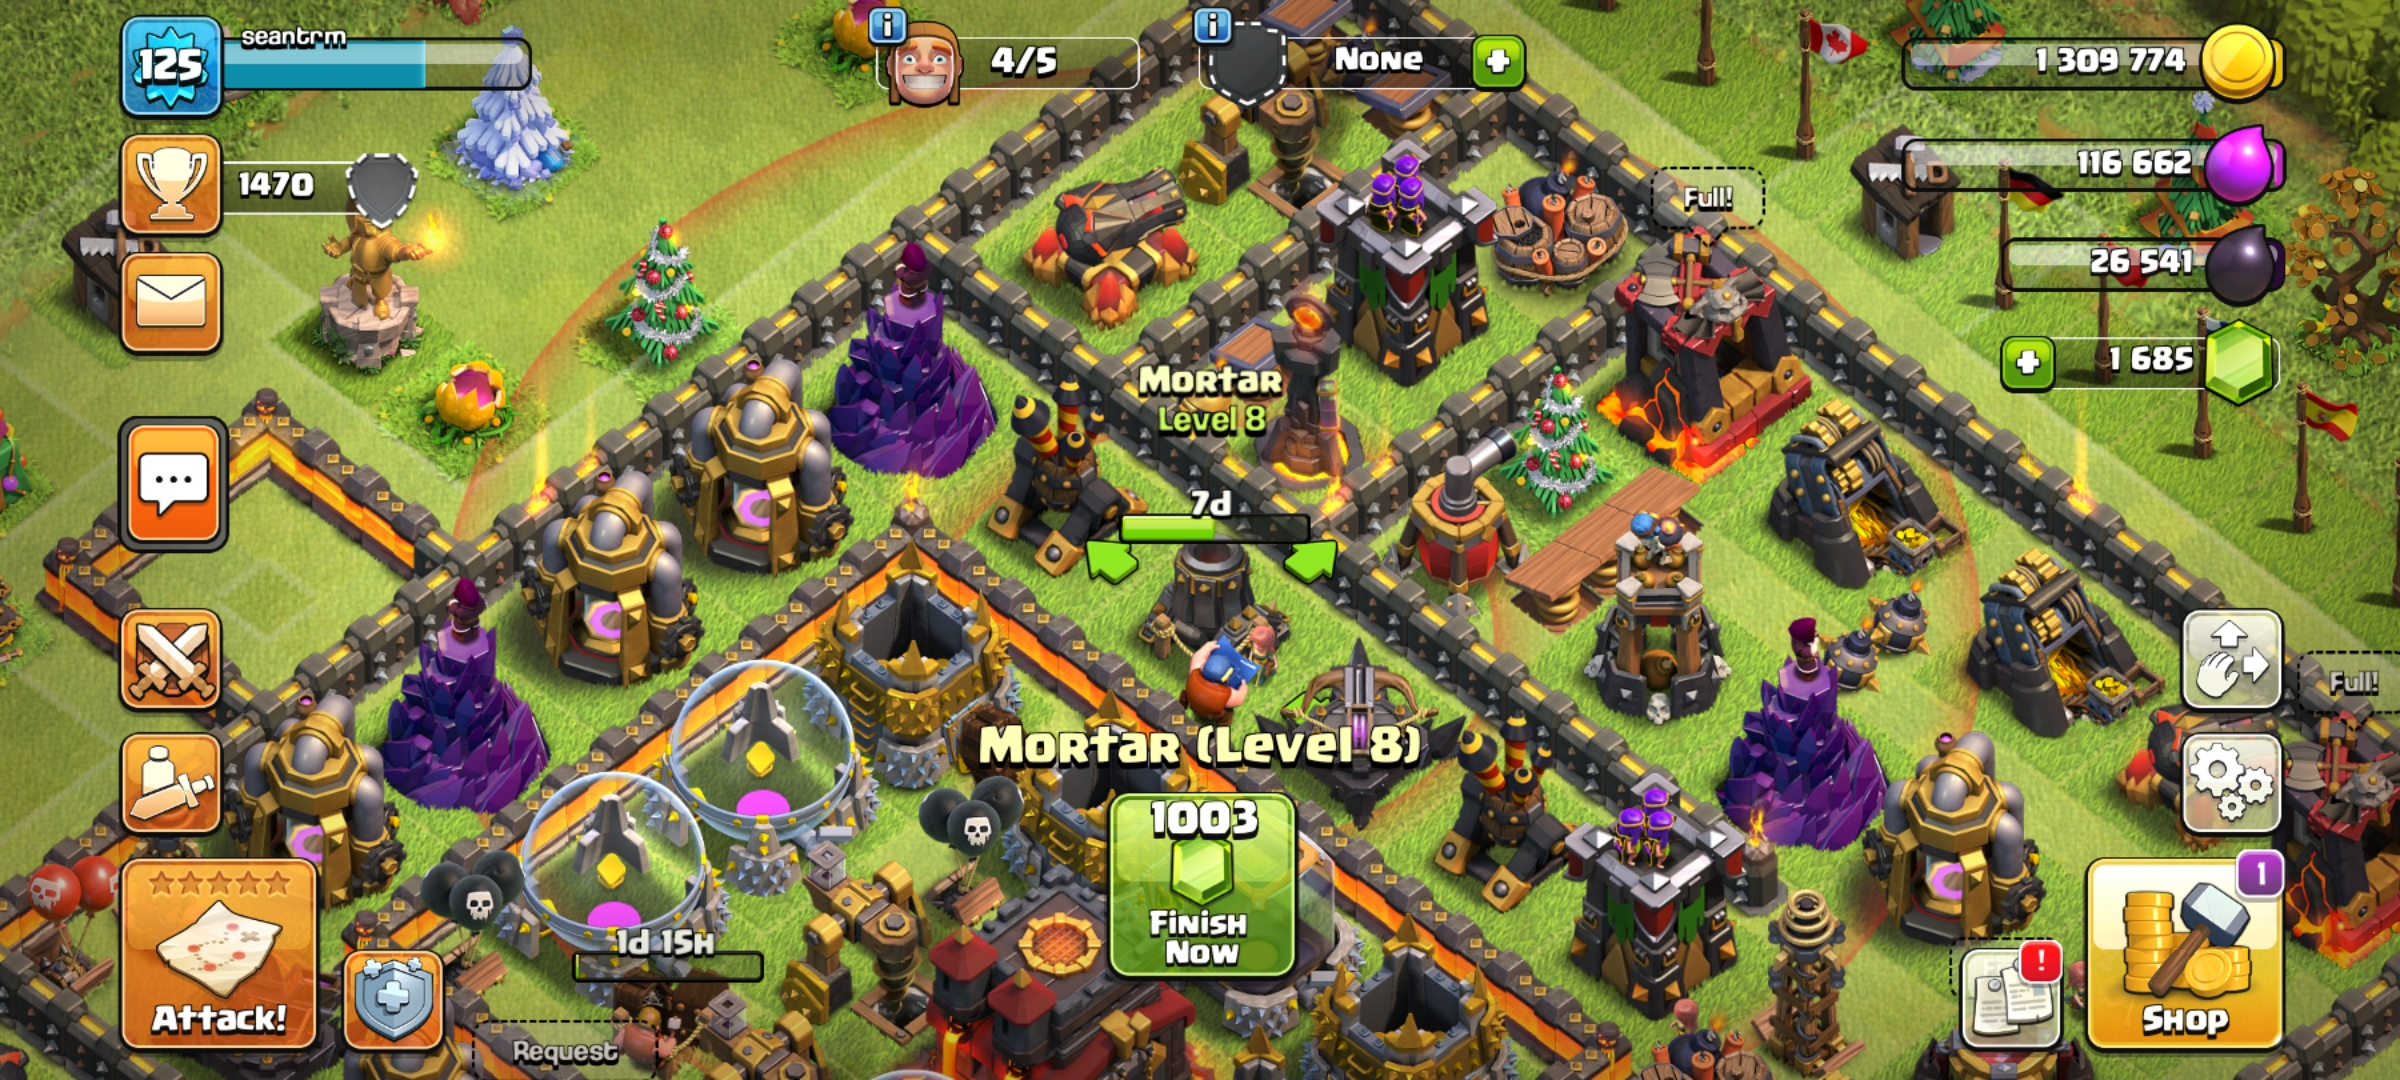 125
seantrm
4/5
None
1 309 774
1470
116 662
Full!
26 541
1 685
Mortar
Level 8
7d
Full!
Mortar (Level 8)
1003
Finish
Now
1d 15h
1
!
Attack!
Request
Shop